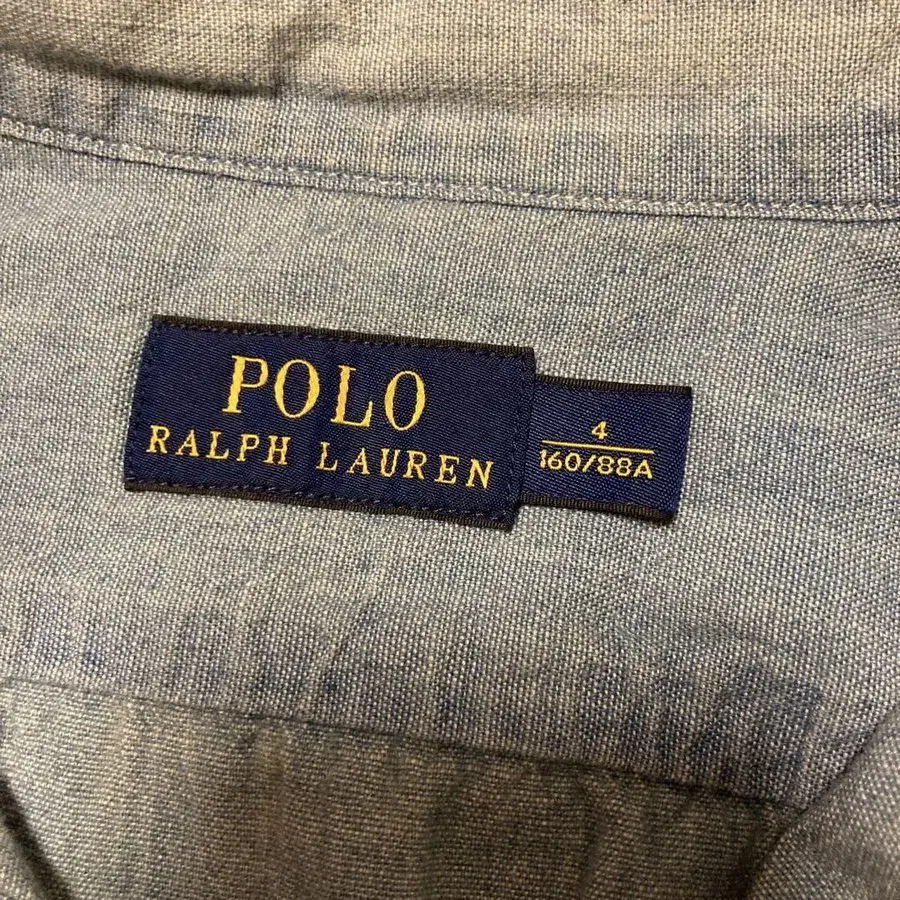 POLO
RALPH LAUREN
4
160/88A